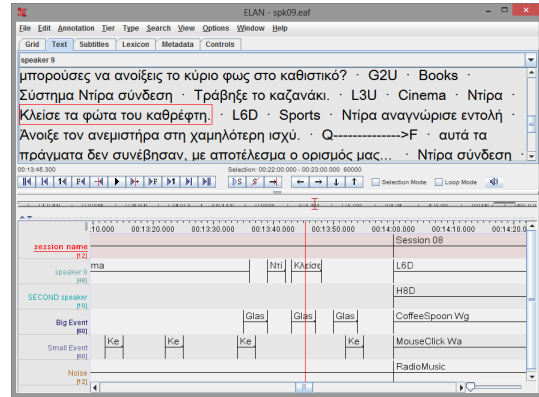 ELAN - spk09.eaf
File Edit Annotation Tier Type Search View Options Window Help
Grid Text Subtitles Lexicon Metadata Controls
speaker 9
μπορούσες να ανοίξεις το κύριο φως στο καθιστικό? · G2U · Books ·
Σύστημα Ντίρα σύνδεση · Τράβηξε το καζανάκι. · L3U · Cinema · Ντίρα ·
Κλείσε τα φώτα του καθρέφτη. · L6D · Sports · Ντίρα αναγνώρισε εντολή ·
Άνοιξε τον ανεμιστήρα στη χαμηλότερη ισχύ. · Q-------------->F · αυτά τα
πράγματα δεν συνέβησαν, με αποτέλεσμα ο ορισμός μας... · Ντίρα σύνδεση ·
00:13:45.300 Selection: 00:22:00.000 - 00:23:00.000 60000
Selection Mode Loop Mode
:10.000 00:13:20.000 00:13:30.000 00:13:40.000 00:13:50.000 00:14:00.000 00:14:10.000 00:14:20.0
session name [12] Session 08
speaker 9 [48] ma Ντί Κλείσε L6D
SECOND speaker [10] H8D
Big Event [60] Glas Glas Glas CoffeeSpoon Wg
Small Event [60] Ke Ke Ke Ke MouseClick Wa
Noise [12] RadioMusic